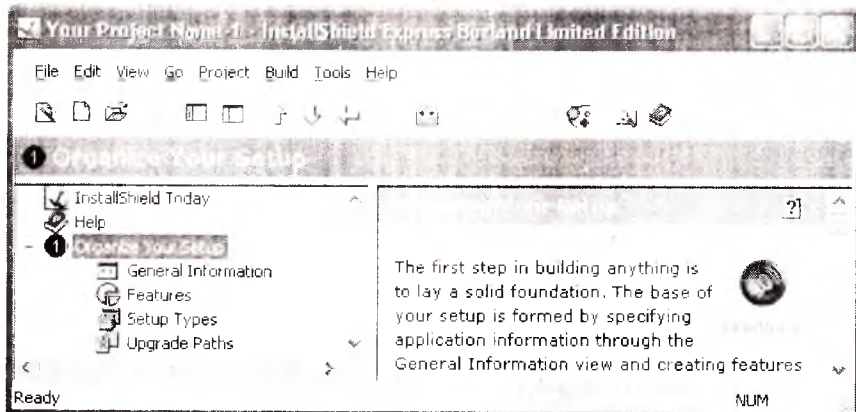 Your Project Name-1 - InstallShield Express Borland Limited Edition
File Edit View Go Project Build Tools Help
1 Organize Your Setup
InstallShield Today
Help
1 Organize Your Setup
General Information
Features
Setup Types
Upgrade Paths
?
The first step in building anything is
to lay a solid foundation. The base of
your setup is formed by specifying
application information through the
General Information view and creating features
Ready
NUM